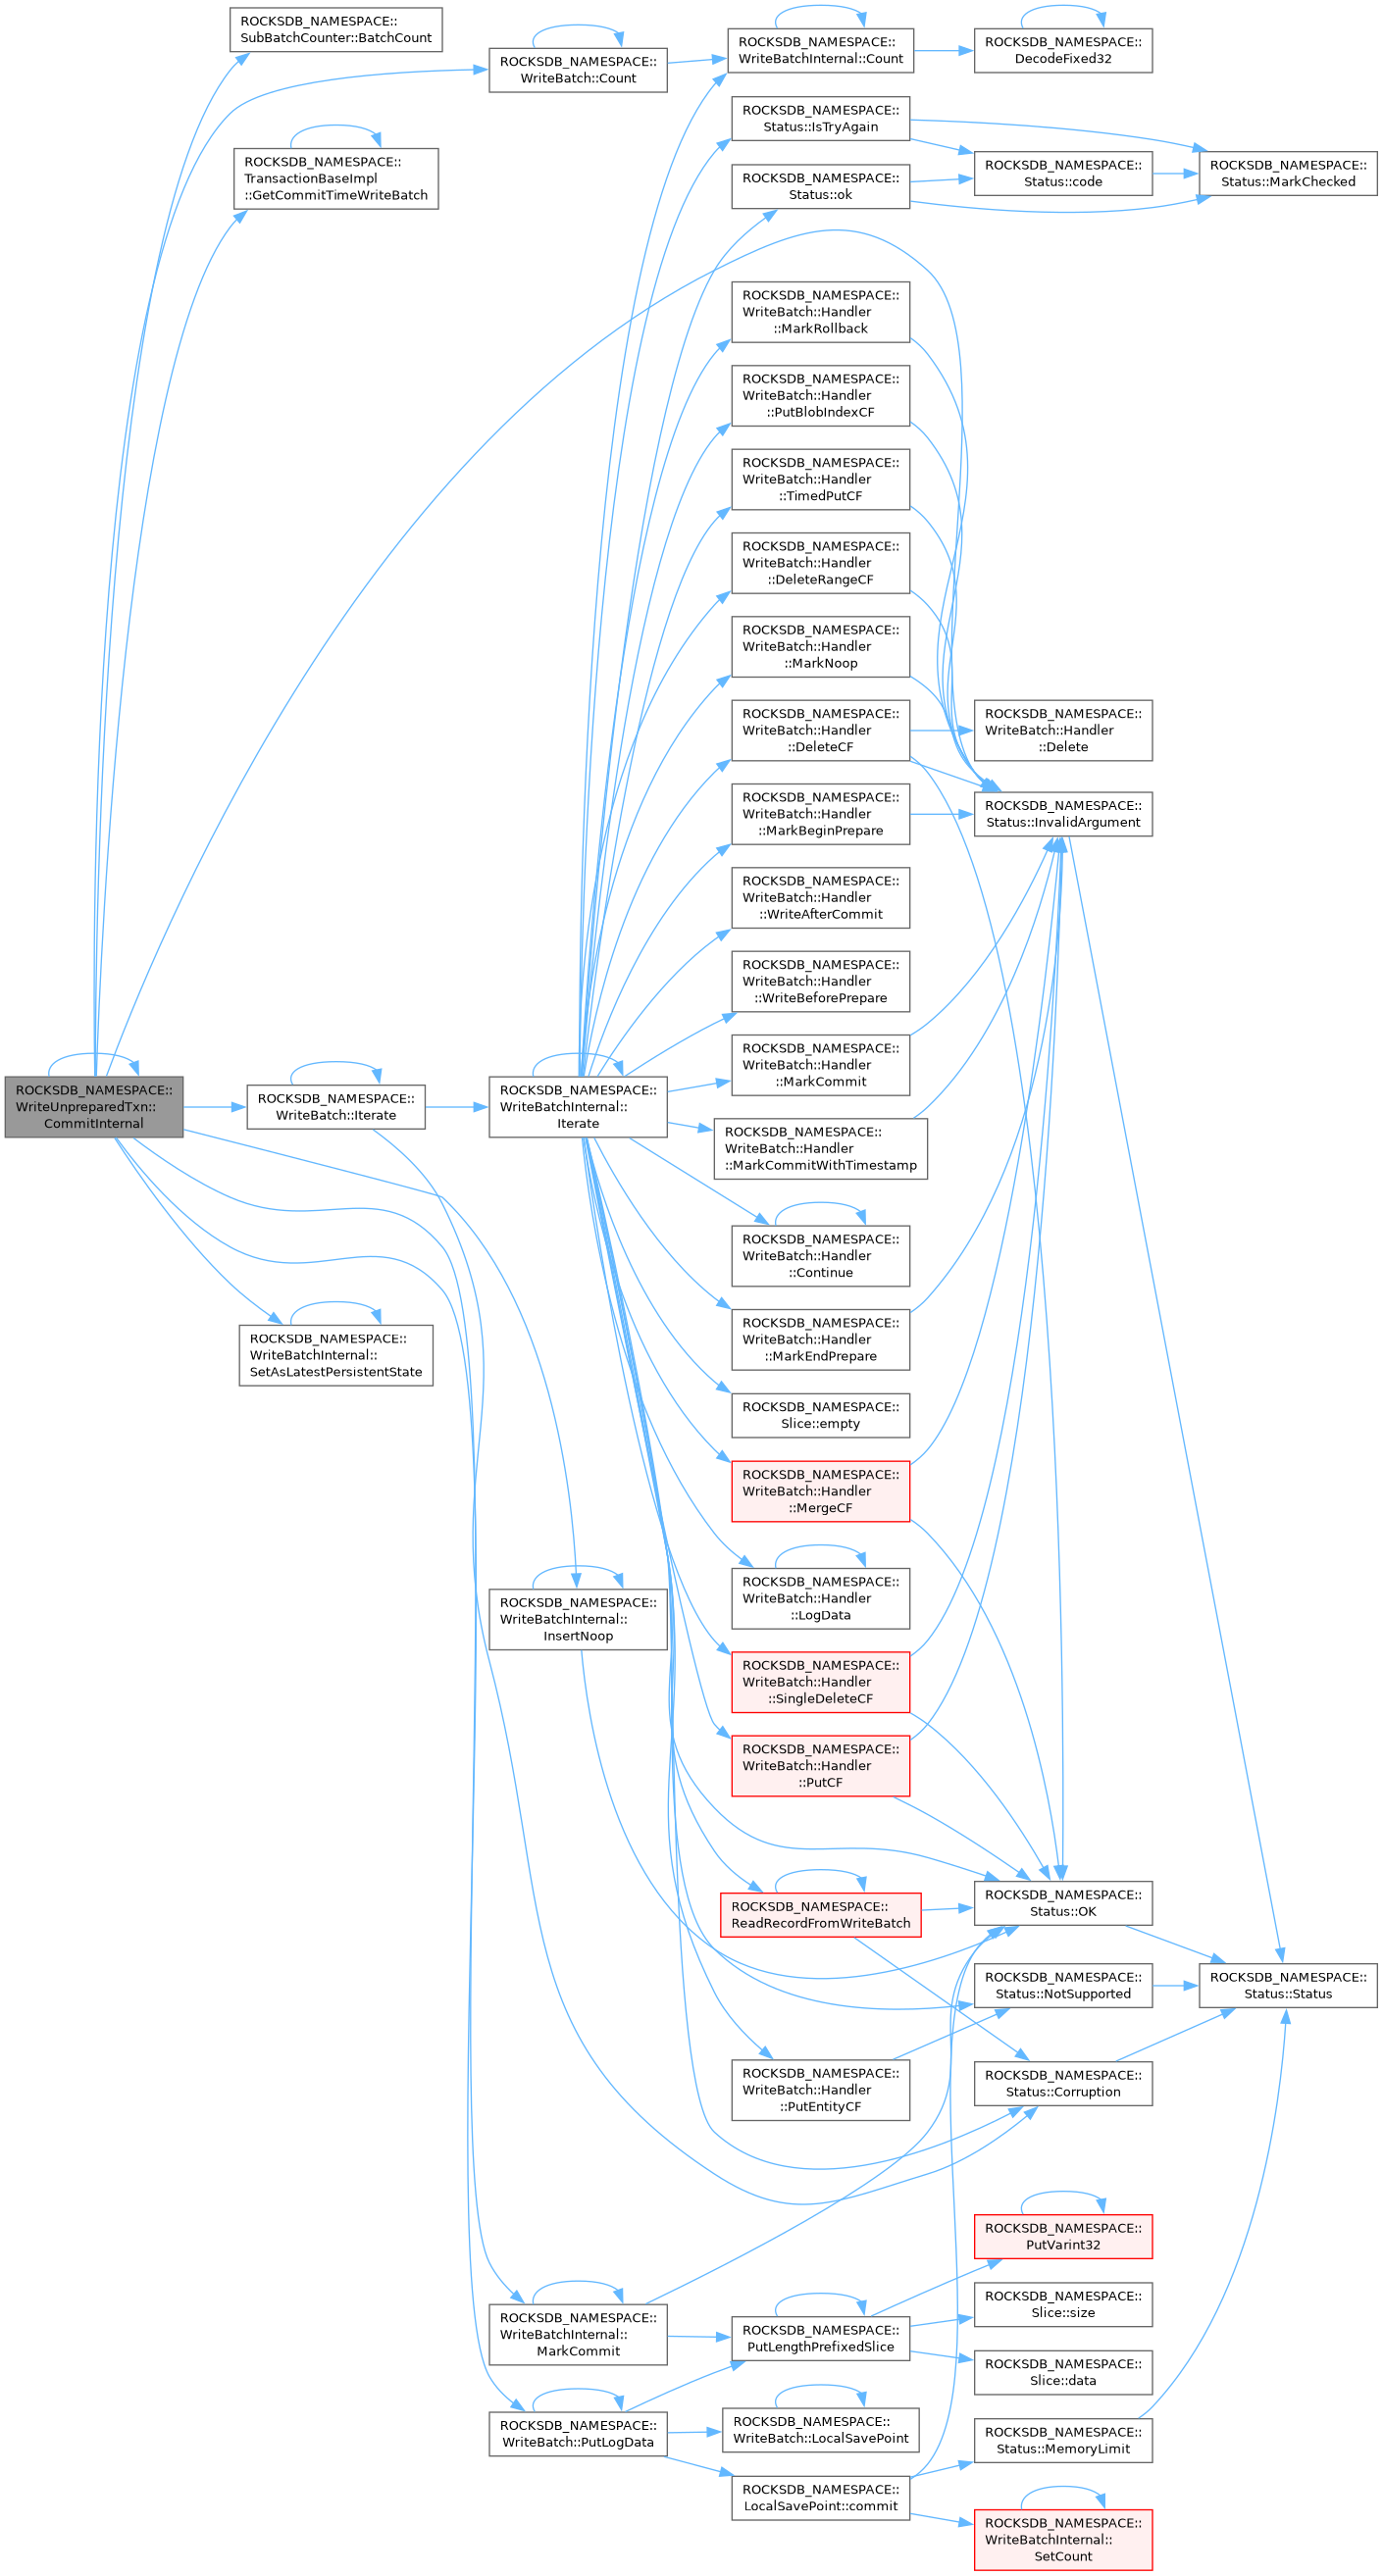 ROCKSDB_NAMESPACE::
SubBatchCounter::BatchCount
ROCKSDB_NAMESPACE::
WriteBatch::Count
ROCKSDB_NAMESPACE::
WriteBatchInternal::Count
ROCKSDB_NAMESPACE::
DecodeFixed32
ROCKSDB_NAMESPACE::
TransactionBaseImpl
::GetCommitTimeWriteBatch
ROCKSDB_NAMESPACE::
Status::IsTryAgain
ROCKSDB_NAMESPACE::
Status::code
ROCKSDB_NAMESPACE::
Status::MarkChecked
ROCKSDB_NAMESPACE::
Status::ok
ROCKSDB_NAMESPACE::
WriteBatch::Handler
::MarkRollback
ROCKSDB_NAMESPACE::
WriteBatch::Handler
::PutBlobIndexCF
ROCKSDB_NAMESPACE::
WriteBatch::Handler
::TimedPutCF
ROCKSDB_NAMESPACE::
WriteBatch::Handler
::DeleteRangeCF
ROCKSDB_NAMESPACE::
WriteBatch::Handler
::MarkNoop
ROCKSDB_NAMESPACE::
WriteBatch::Handler
::DeleteCF
ROCKSDB_NAMESPACE::
WriteBatch::Handler
::Delete
ROCKSDB_NAMESPACE::
WriteBatch::Handler
::MarkBeginPrepare
ROCKSDB_NAMESPACE::
Status::InvalidArgument
ROCKSDB_NAMESPACE::
WriteBatch::Handler
::WriteAfterCommit
ROCKSDB_NAMESPACE::
WriteBatch::Handler
::WriteBeforePrepare
ROCKSDB_NAMESPACE::
WriteUnpreparedTxn::
CommitInternal
ROCKSDB_NAMESPACE::
WriteBatch::Iterate
ROCKSDB_NAMESPACE::
WriteBatchInternal::
Iterate
ROCKSDB_NAMESPACE::
WriteBatch::Handler
::MarkCommit
ROCKSDB_NAMESPACE::
WriteBatch::Handler
::MarkCommitWithTimestamp
ROCKSDB_NAMESPACE::
WriteBatch::Handler
::Continue
ROCKSDB_NAMESPACE::
WriteBatchInternal::
SetAsLatestPersistentState
ROCKSDB_NAMESPACE::
WriteBatch::Handler
::MarkEndPrepare
ROCKSDB_NAMESPACE::
Slice::empty
ROCKSDB_NAMESPACE::
WriteBatch::Handler
::MergeCF
ROCKSDB_NAMESPACE::
WriteBatchInternal::
InsertNoop
ROCKSDB_NAMESPACE::
WriteBatch::Handler
::LogData
ROCKSDB_NAMESPACE::
WriteBatch::Handler
::SingleDeleteCF
ROCKSDB_NAMESPACE::
WriteBatch::Handler
::PutCF
ROCKSDB_NAMESPACE::
ReadRecordFromWriteBatch
ROCKSDB_NAMESPACE::
Status::OK
ROCKSDB_NAMESPACE::
Status::NotSupported
ROCKSDB_NAMESPACE::
Status::Status
ROCKSDB_NAMESPACE::
WriteBatch::Handler
::PutEntityCF
ROCKSDB_NAMESPACE::
Status::Corruption
ROCKSDB_NAMESPACE::
PutVarint32
ROCKSDB_NAMESPACE::
WriteBatchInternal::
MarkCommit
ROCKSDB_NAMESPACE::
PutLengthPrefixedSlice
ROCKSDB_NAMESPACE::
Slice::size
ROCKSDB_NAMESPACE::
Slice::data
ROCKSDB_NAMESPACE::
WriteBatch::PutLogData
ROCKSDB_NAMESPACE::
WriteBatch::LocalSavePoint
ROCKSDB_NAMESPACE::
Status::MemoryLimit
ROCKSDB_NAMESPACE::
LocalSavePoint::commit
ROCKSDB_NAMESPACE::
WriteBatchInternal::
SetCount